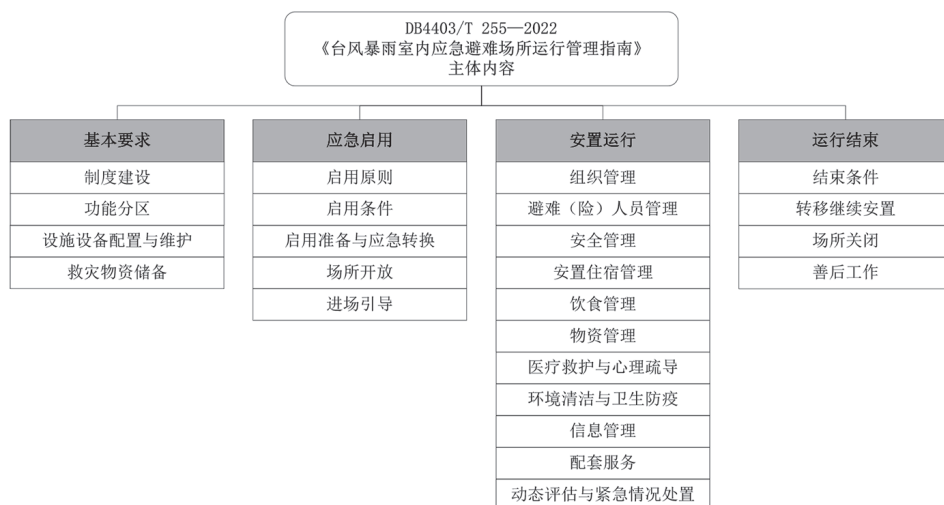 DB4403/T 255—2022
《台风暴雨室内应急避难场所运行管理指南》
主体内容
基本要求
制度建设
功能分区
设施设备配置与维护
救灾物资储备
应急启用
启用原则
启用条件
启用准备与应急转换
场所开放
进场引导
安置运行
组织管理
避难（险）人员管理
安全管理
安置住宿管理
饮食管理
物资管理
医疗救护与心理疏导
环境清洁与卫生防疫
信息管理
配套服务
动态评估与紧急情况处置
运行结束
结束条件
转移继续安置
场所关闭
善后工作